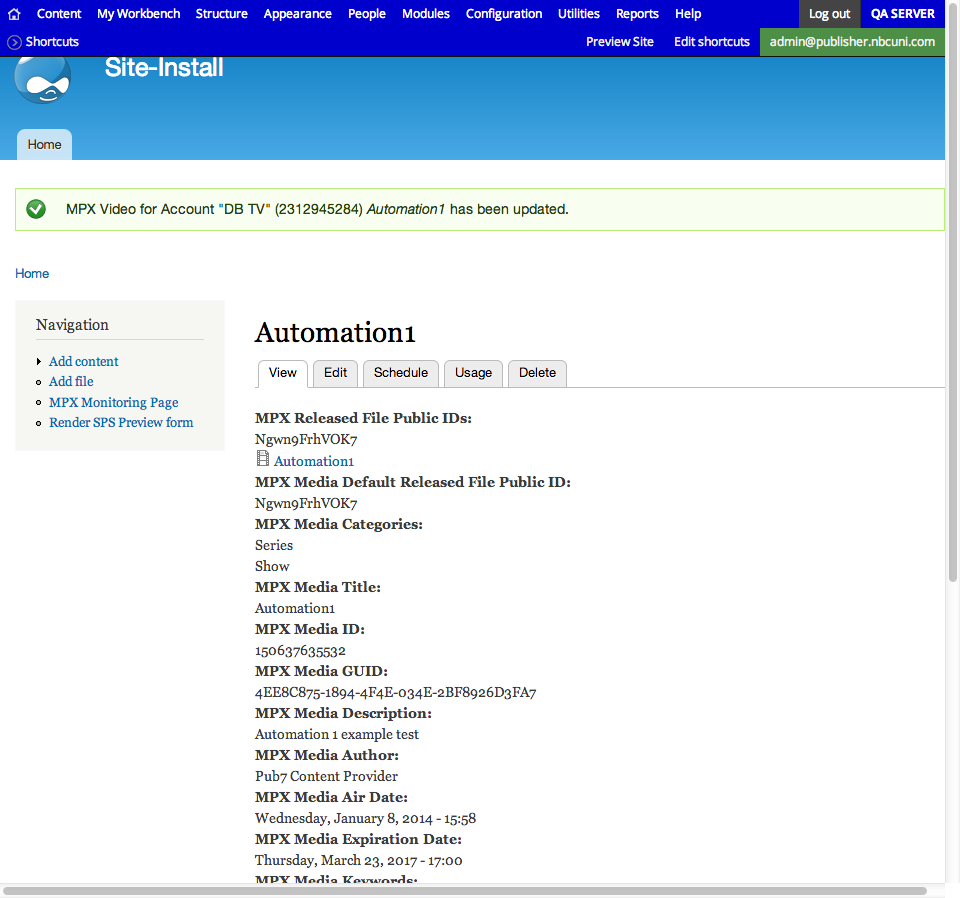 Content My Workbench Structure Appearance People Modules Configuration Utilities Reports Help Log out QA SERVER
Shortcuts Preview Site Edit shortcuts admin@publisher.nbcuni.com
Site-Install
Home
MPX Video for Account "DB TV" (2312945284) Automation1 has been updated.
Home
Navigation
Add content
Add file
MPX Monitoring Page
Render SPS Preview form
Automation1
View Edit Schedule Usage Delete
MPX Released File Public IDs:
Ngwn9FrhVOK7
Automation1
MPX Media Default Released File Public ID:
Ngwn9FrhVOK7
MPX Media Categories:
Series
Show
MPX Media Title:
Automation1
MPX Media ID:
150637635532
MPX Media GUID:
4EE8C875-1894-4F4E-034E-2BF8926D3FA7
MPX Media Description:
Automation 1 example test
MPX Media Author:
Pub7 Content Provider
MPX Media Air Date:
Wednesday, January 8, 2014 - 15:58
MPX Media Expiration Date:
Thursday, March 23, 2017 - 17:00
MPX Media Keywords: